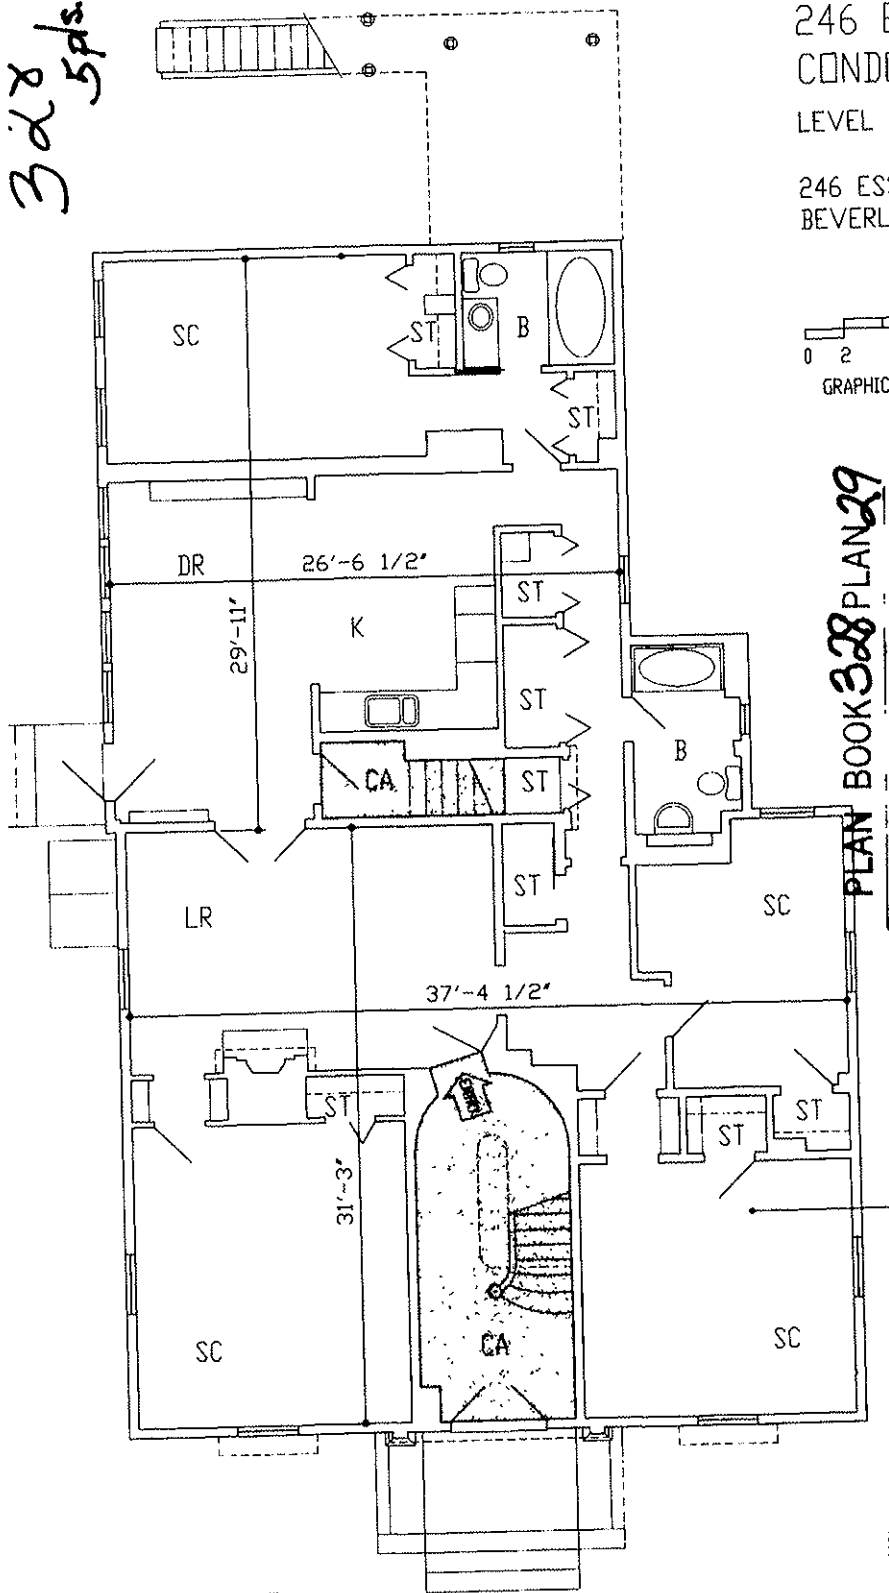 328
5pls.
246 E
CONDO
LEVEL
246 ESS
BEVERL
0 2
GRAPHIC
PLAN BOOK 328 PLAN 29
SC
ST
B
ST
DR
26'-6 1/2"
ST
K
29'-11"
ST
B
CA
ST
ST
LR
SC
37'-4 1/2"
ST
ST
ST
31'-3"
SC
CA
SC